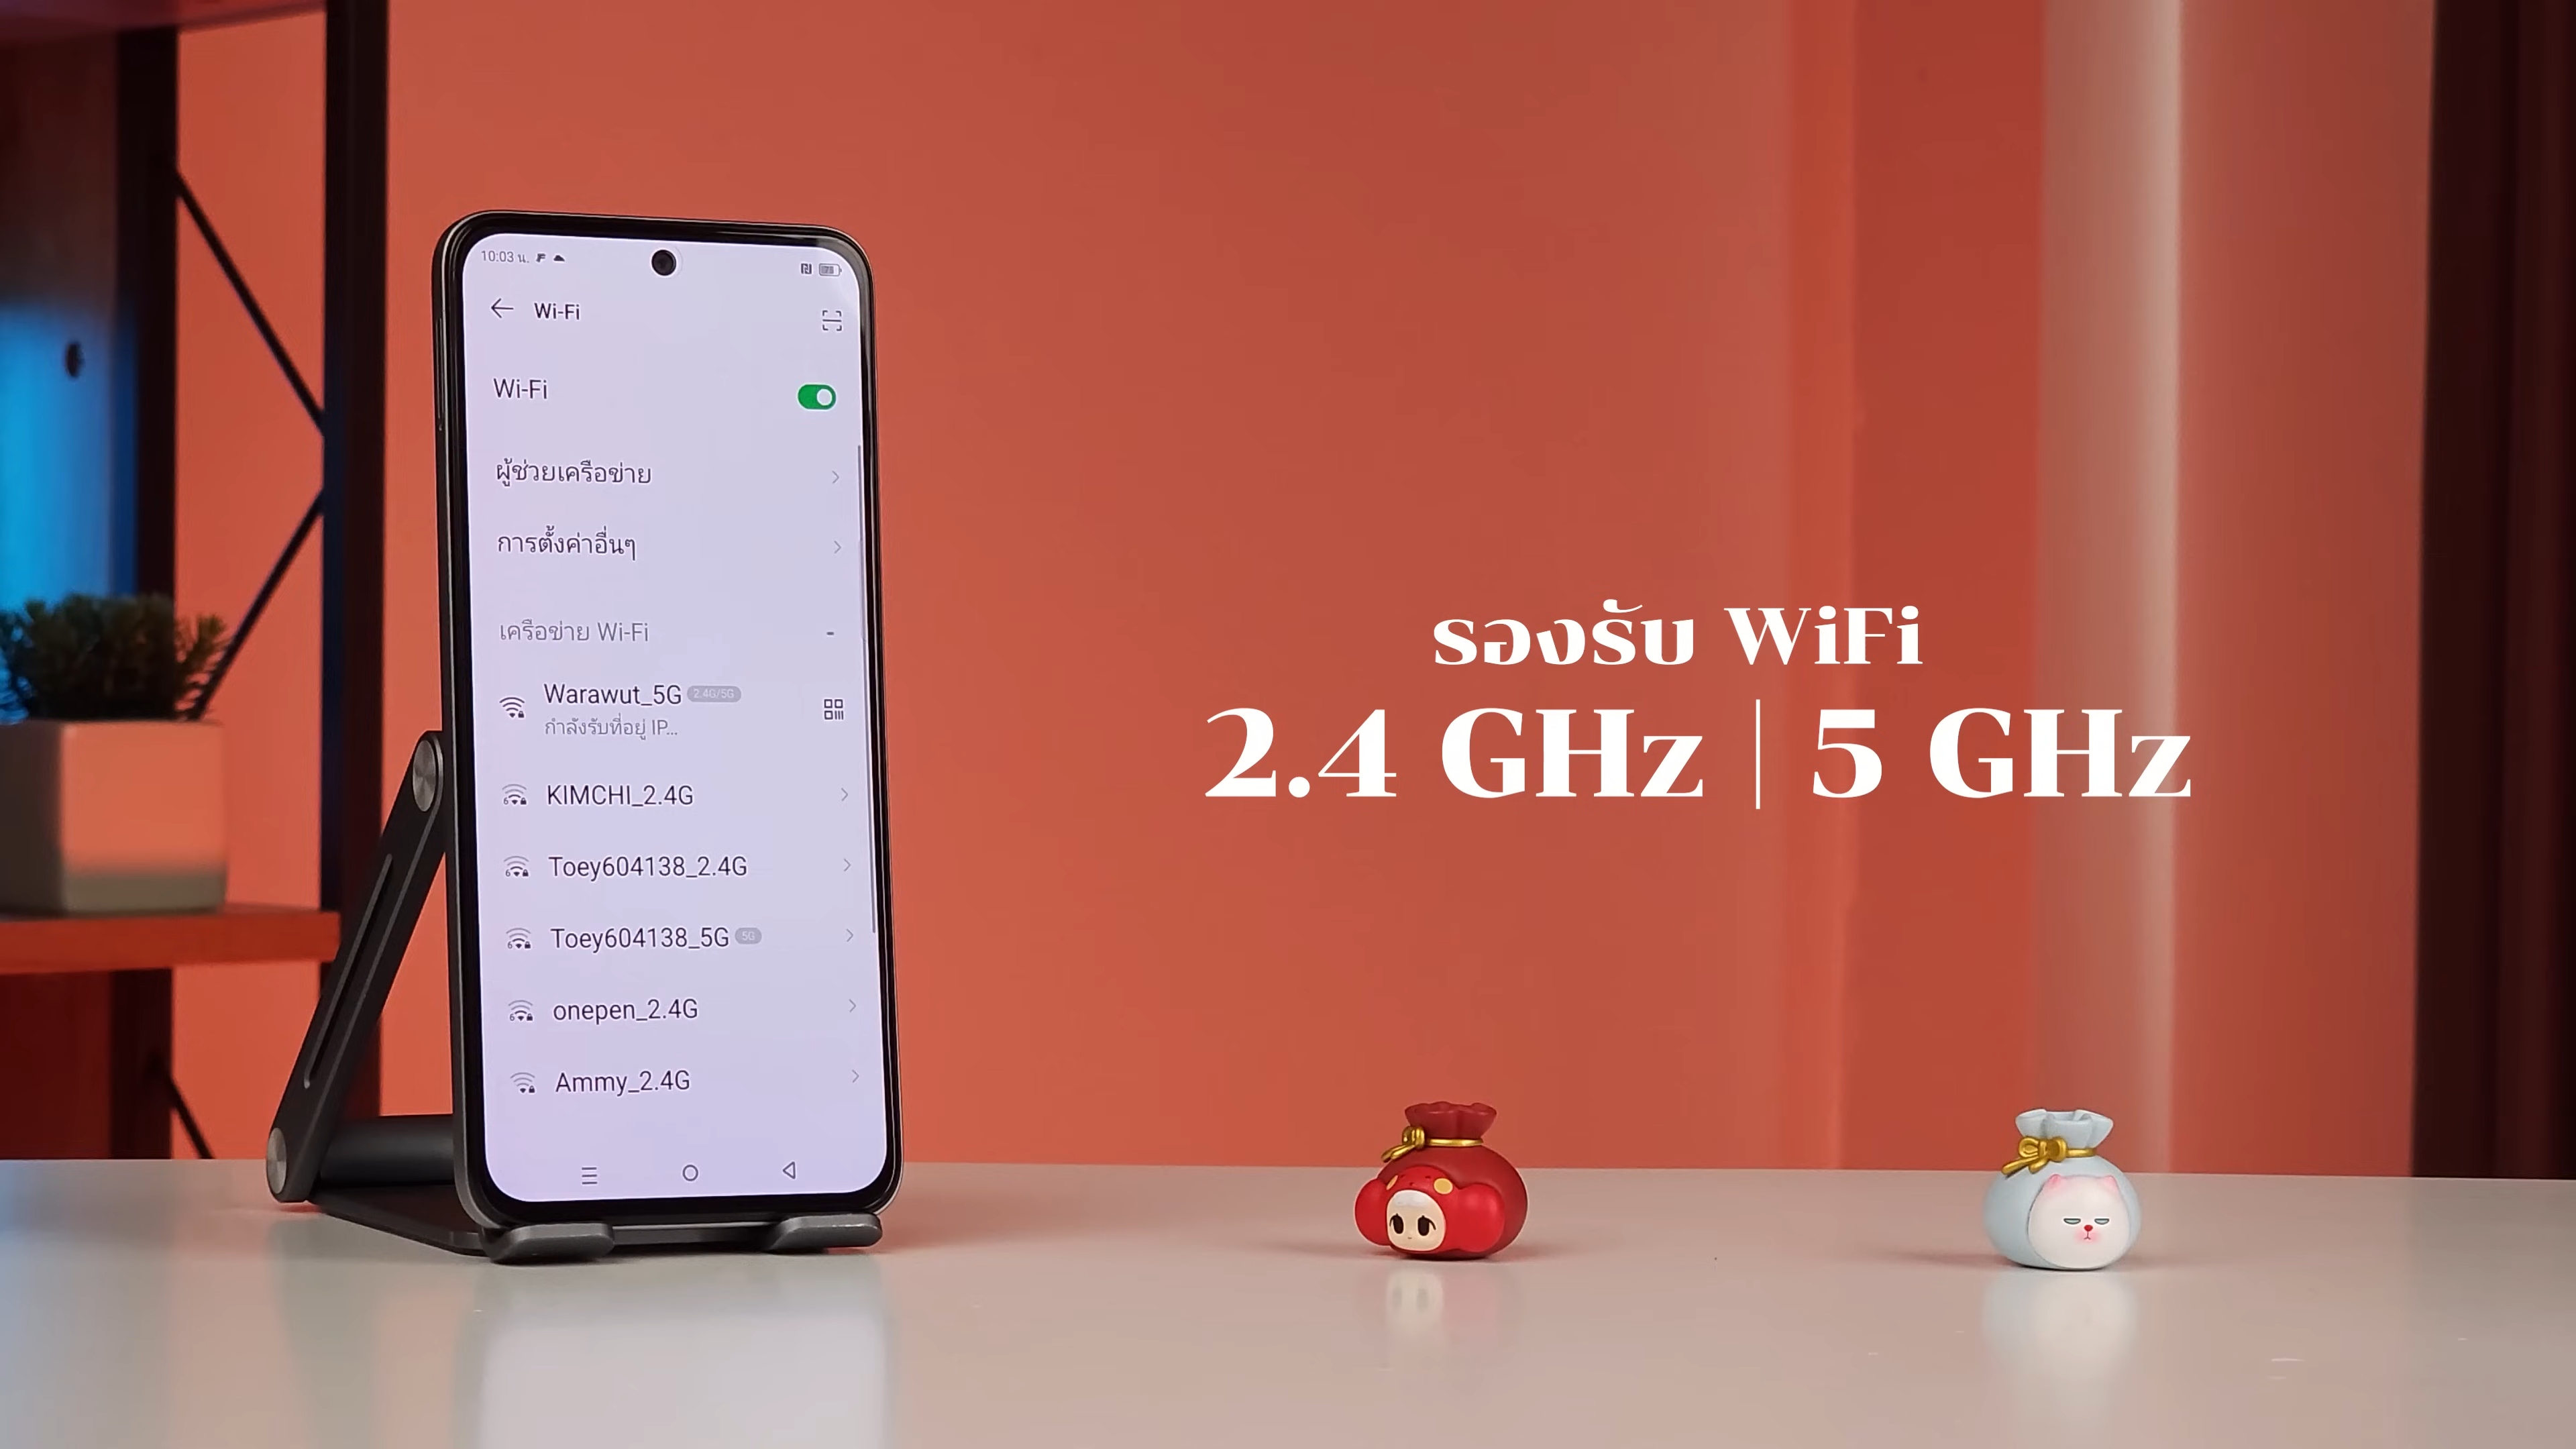 10:03 น.
Wi-Fi
Wi-Fi
ผู้ช่วยเครือข่าย
การตั้งค่าอื่นๆ
เครือข่าย Wi-Fi
Warawut_5G 2.4G/5G
กำลังรับที่อยู่ IP...
KIMCHI_2.4G
Toey604138_2.4G
Toey604138_5G 5G
onepen_2.4G
Ammy_2.4G
รองรับ WiFi
2.4 GHz | 5 GHz